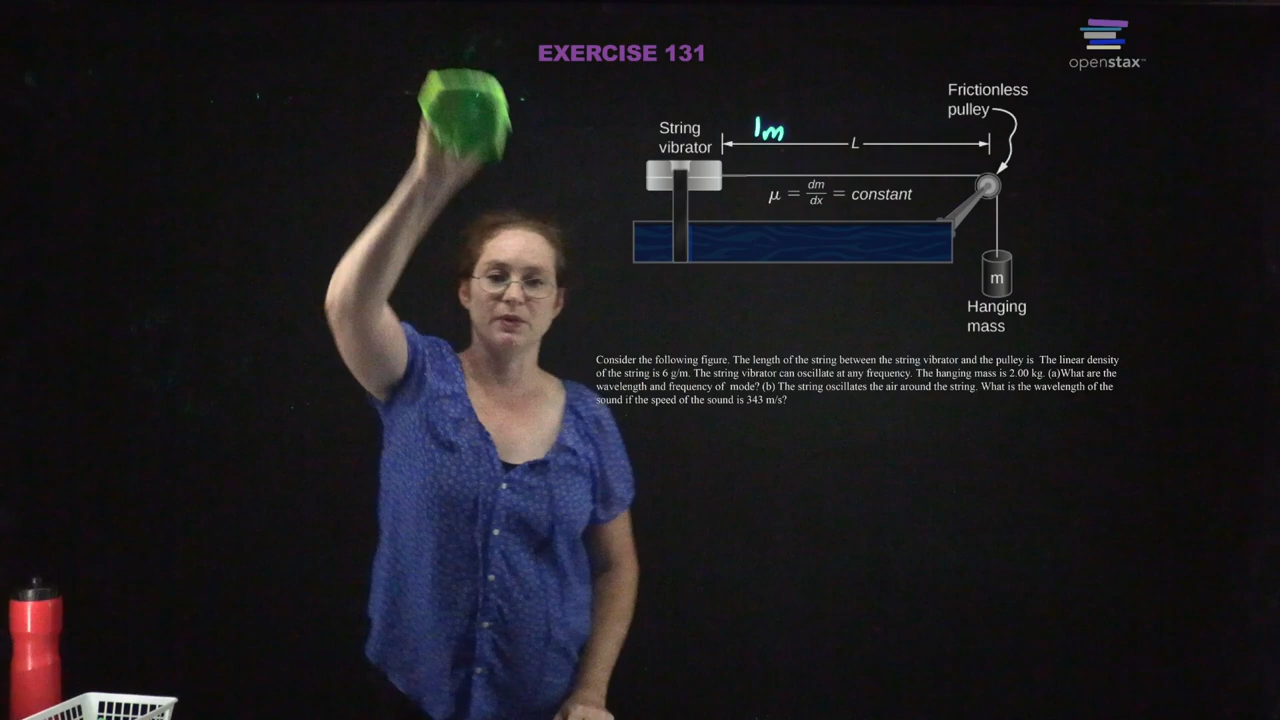 EXERCISE 131
openstax
Frictionless
pulley
String
vibrator
1m
L
μ = dm/dx = constant
m
Hanging
mass
Consider the following figure. The length of the string between the string vibrator and the pulley is The linear density
of the string is 6 g/m. The string vibrator can oscillate at any frequency. The hanging mass is 2.00 kg. (a)What are the
wavelength and frequency of mode? (b) The string oscillates the air around the string. What is the wavelength of the
sound if the speed of the sound is 343 m/s?